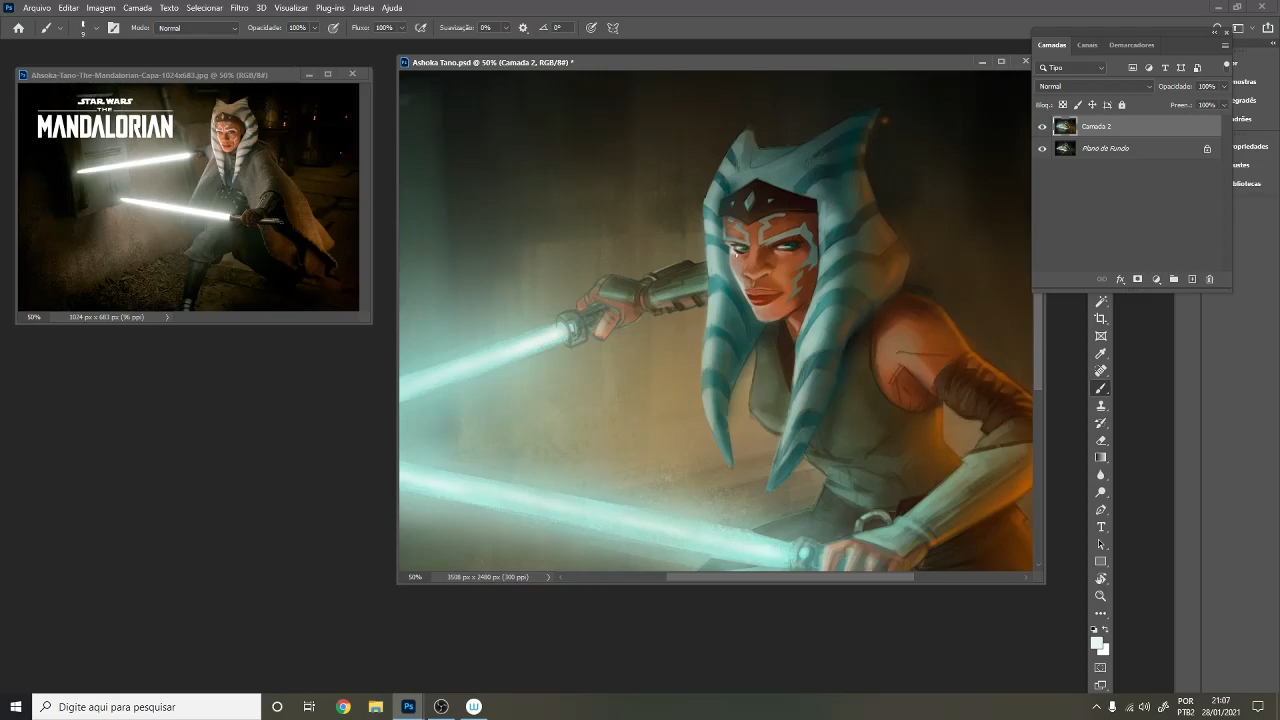 Arquivo Editar Imagem Camada Texto Selecionar Filtro 3D Visualizar Plug-ins Janela Ajuda
9 Modo: Normal Opacidade: 100% Fluxo: 100% Suavização: 0% 0°
Camadas Canais Demarcadores
Ahsoka-Tano-The-Mandalorian-Capa-1024x683.jpg @ 50% (RGB/8#)
Ashoka Tano.psd @ 50% (Camada 2, RGB/8#) *
Tipo
Normal Opacidade: 100%
Bloq.: Preen.: 100%
Camada 2
Plano de Fundo
STAR WARS
THE
MANDALORIAN
50% 1024 px x 683 px (96 ppi)
50% 3508 px x 2480 px (300 ppi)
Digite aqui para pesquisar
POR
PTB2
21:07
28/01/2021